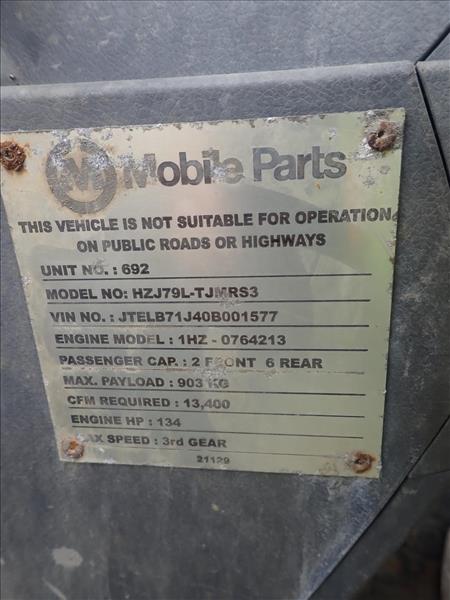 Mobile Parts
THIS VEHICLE IS NOT SUITABLE FOR OPERATION
ON PUBLIC ROADS OR HIGHWAYS
UNIT NO. : 692
MODEL NO: HZJ79L-TJMRS3
VIN NO. : JTELB71J40B001577
ENGINE MODEL : 1HZ - 0764213
PASSENGER CAP. : 2 FRONT 6 REAR
MAX. PAYLOAD : 903 KG
CFM REQUIRED : 13,400
ENGINE HP : 134
MAX SPEED : 3rd GEAR
21129